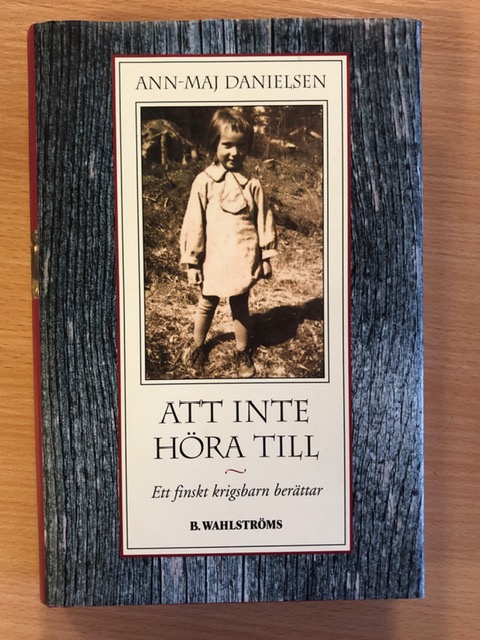 ANN-MAJ DANIELSEN
ATT INTE
HÖRA TILL
Ett finskt krigsbarn berättar
B. WAHLSTRÖMS